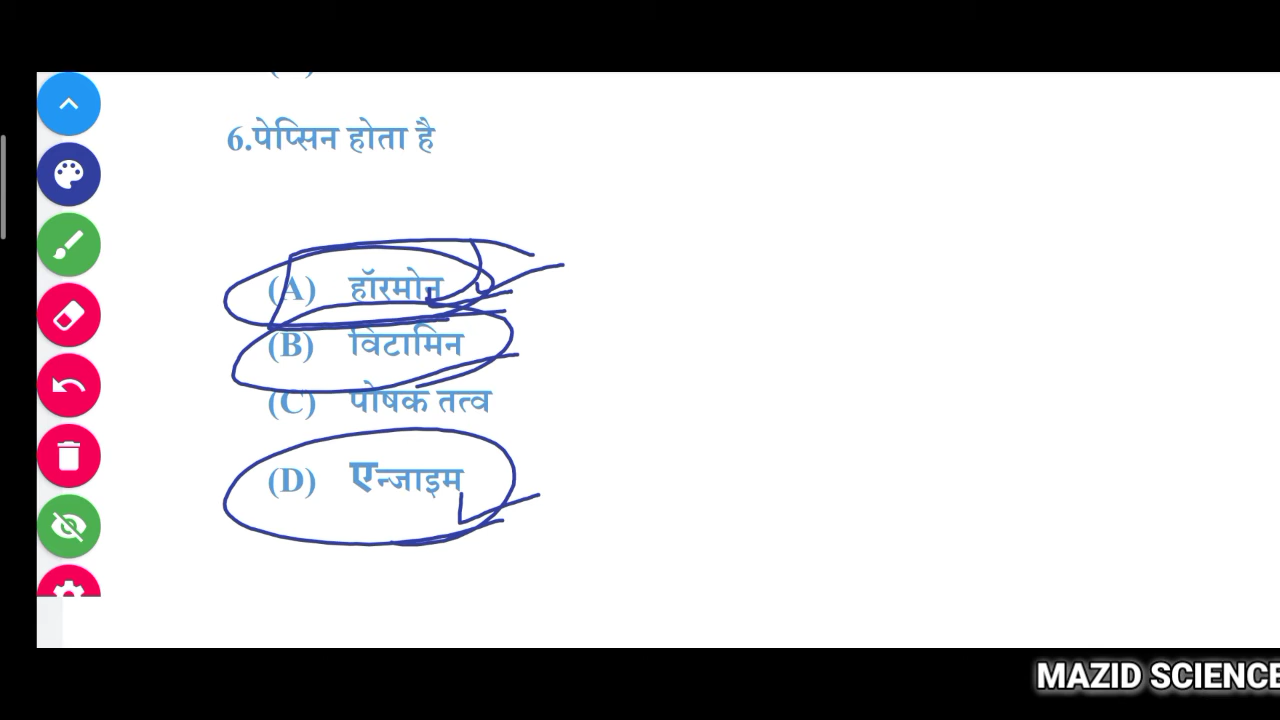 6.पेप्सिन होता है
(A) हॉरमोन
(B) विटामिन
(C) पोषक तत्व
(D) एन्जाइम
MAZID SCIENCE